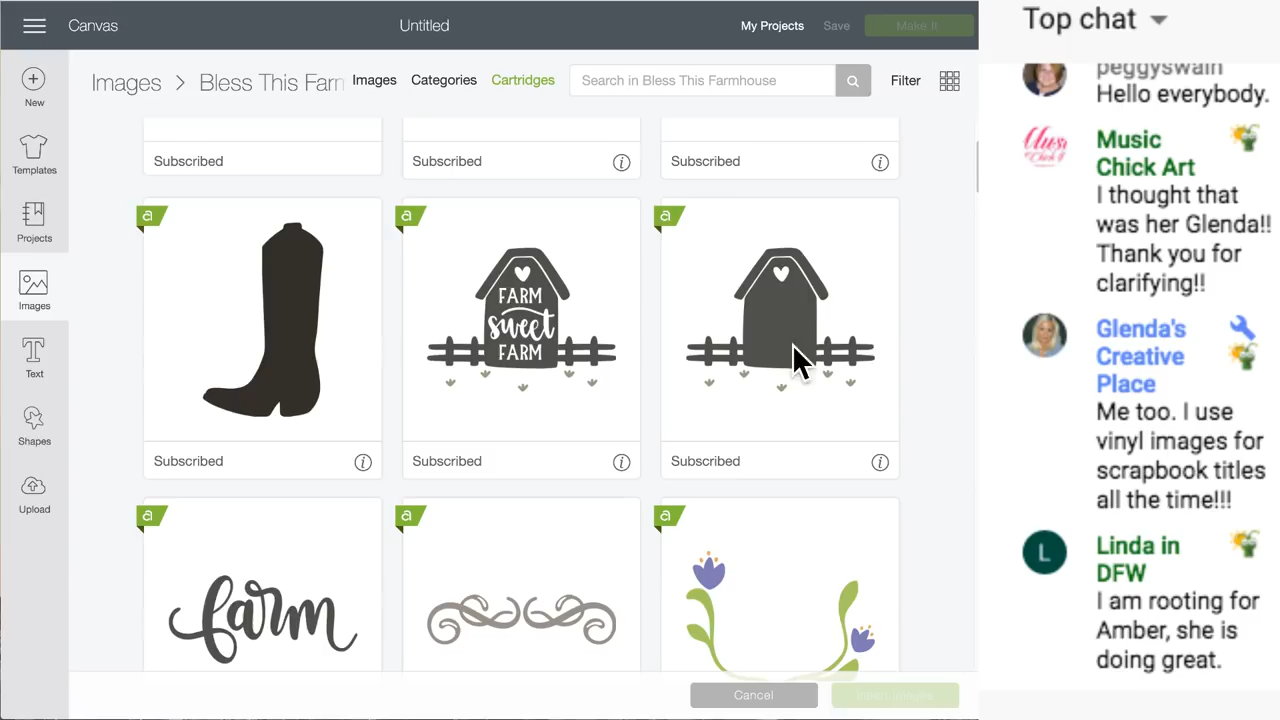 Canvas
Untitled
My Projects
Save
Make It
New
Templates
Projects
Images
Text
Shapes
Upload
Images > Bless This Farm
Images
Categories
Cartridges
Search in Bless This Farmhouse
Filter
Subscribed
Subscribed
Subscribed
a
a
a
FARM
sweet
FARM
Subscribed
Subscribed
Subscribed
a
a
a
farm
Cancel
Insert Images
Top chat
peggyswain
Hello everybody.
Music
Chick Art
I thought that
was her Glenda!!
Thank you for
clarifying!!
Glenda's
Creative
Place
Me too. I use
vinyl images for
scrapbook titles
all the time!!!
L
Linda in
DFW
I am rooting for
Amber, she is
doing great.